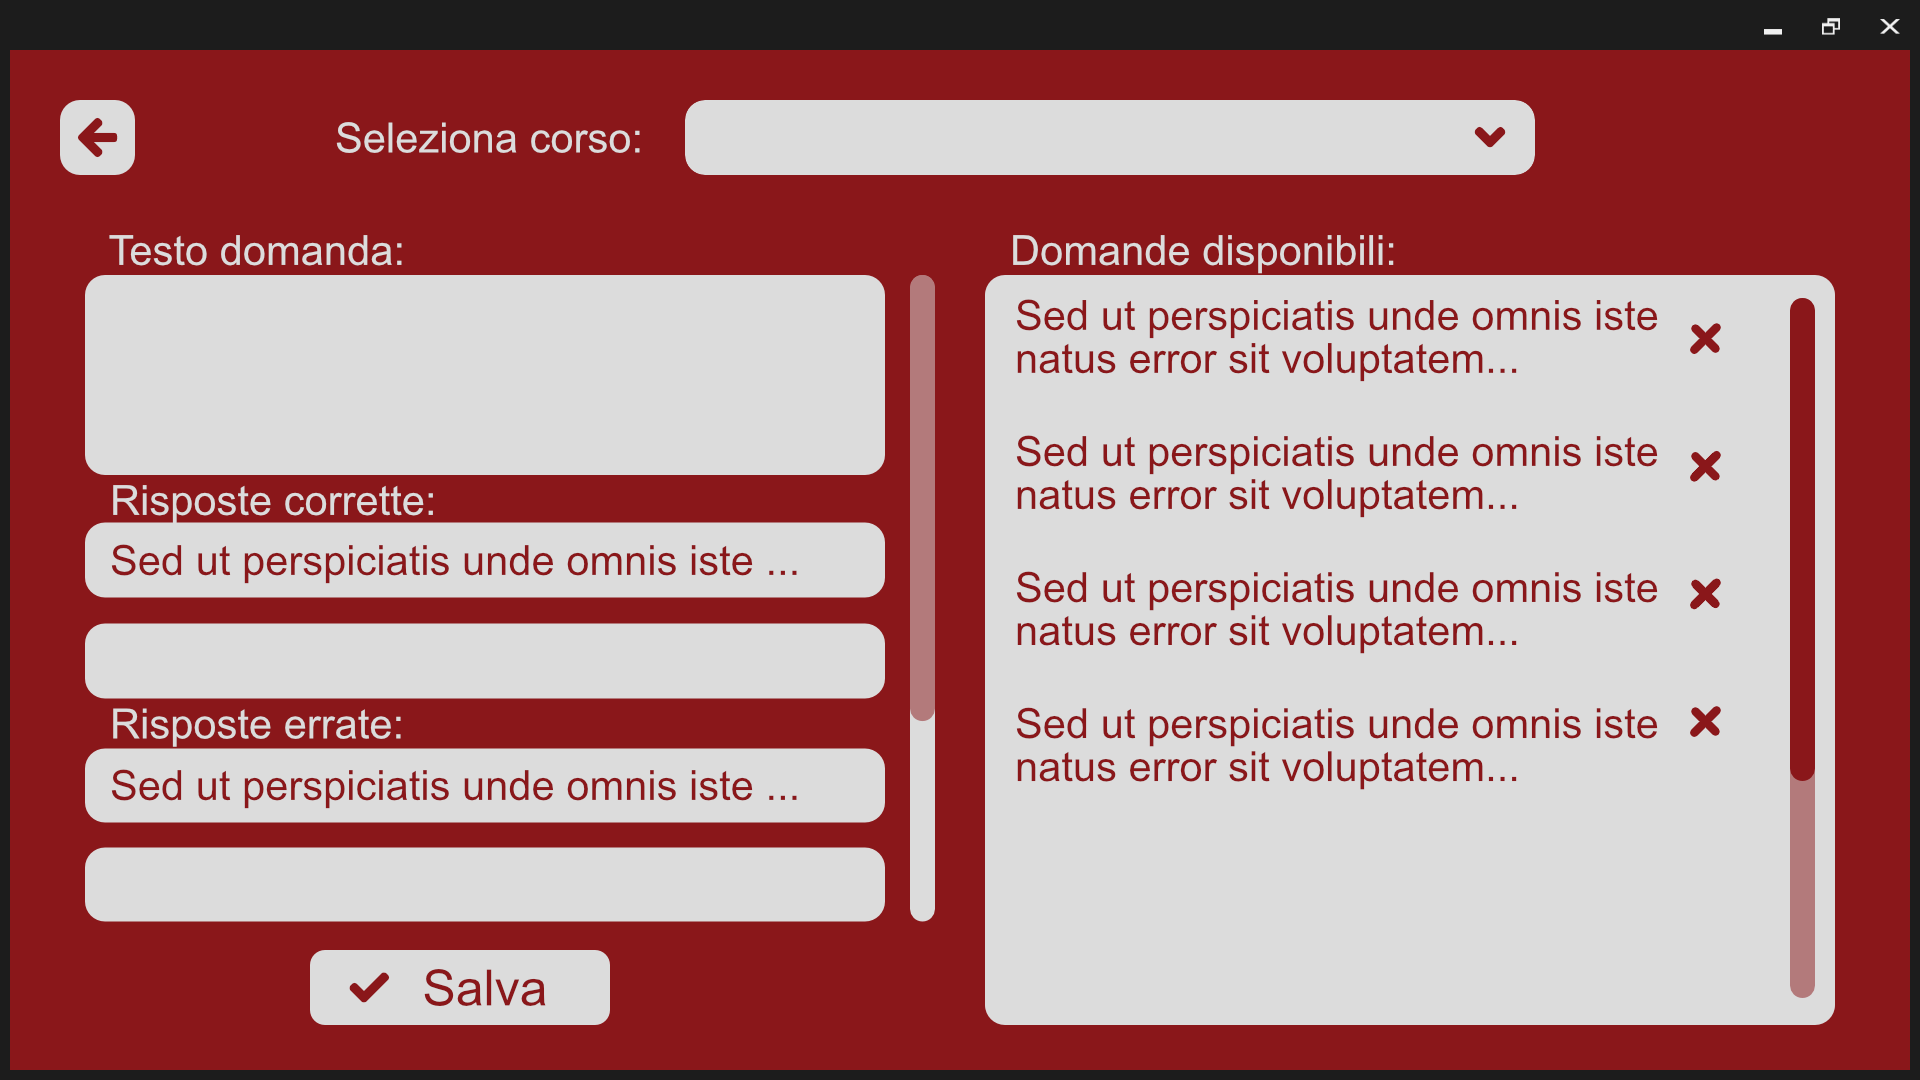 Seleziona corso:
Testo domanda:
Risposte corrette:
Sed ut perspiciatis unde omnis iste ...
Risposte errate:
Sed ut perspiciatis unde omnis iste ...
Salva
Domande disponibili:
Sed ut perspiciatis unde omnis iste
natus error sit voluptatem...
Sed ut perspiciatis unde omnis iste
natus error sit voluptatem...
Sed ut perspiciatis unde omnis iste
natus error sit voluptatem...
Sed ut perspiciatis unde omnis iste
natus error sit voluptatem...